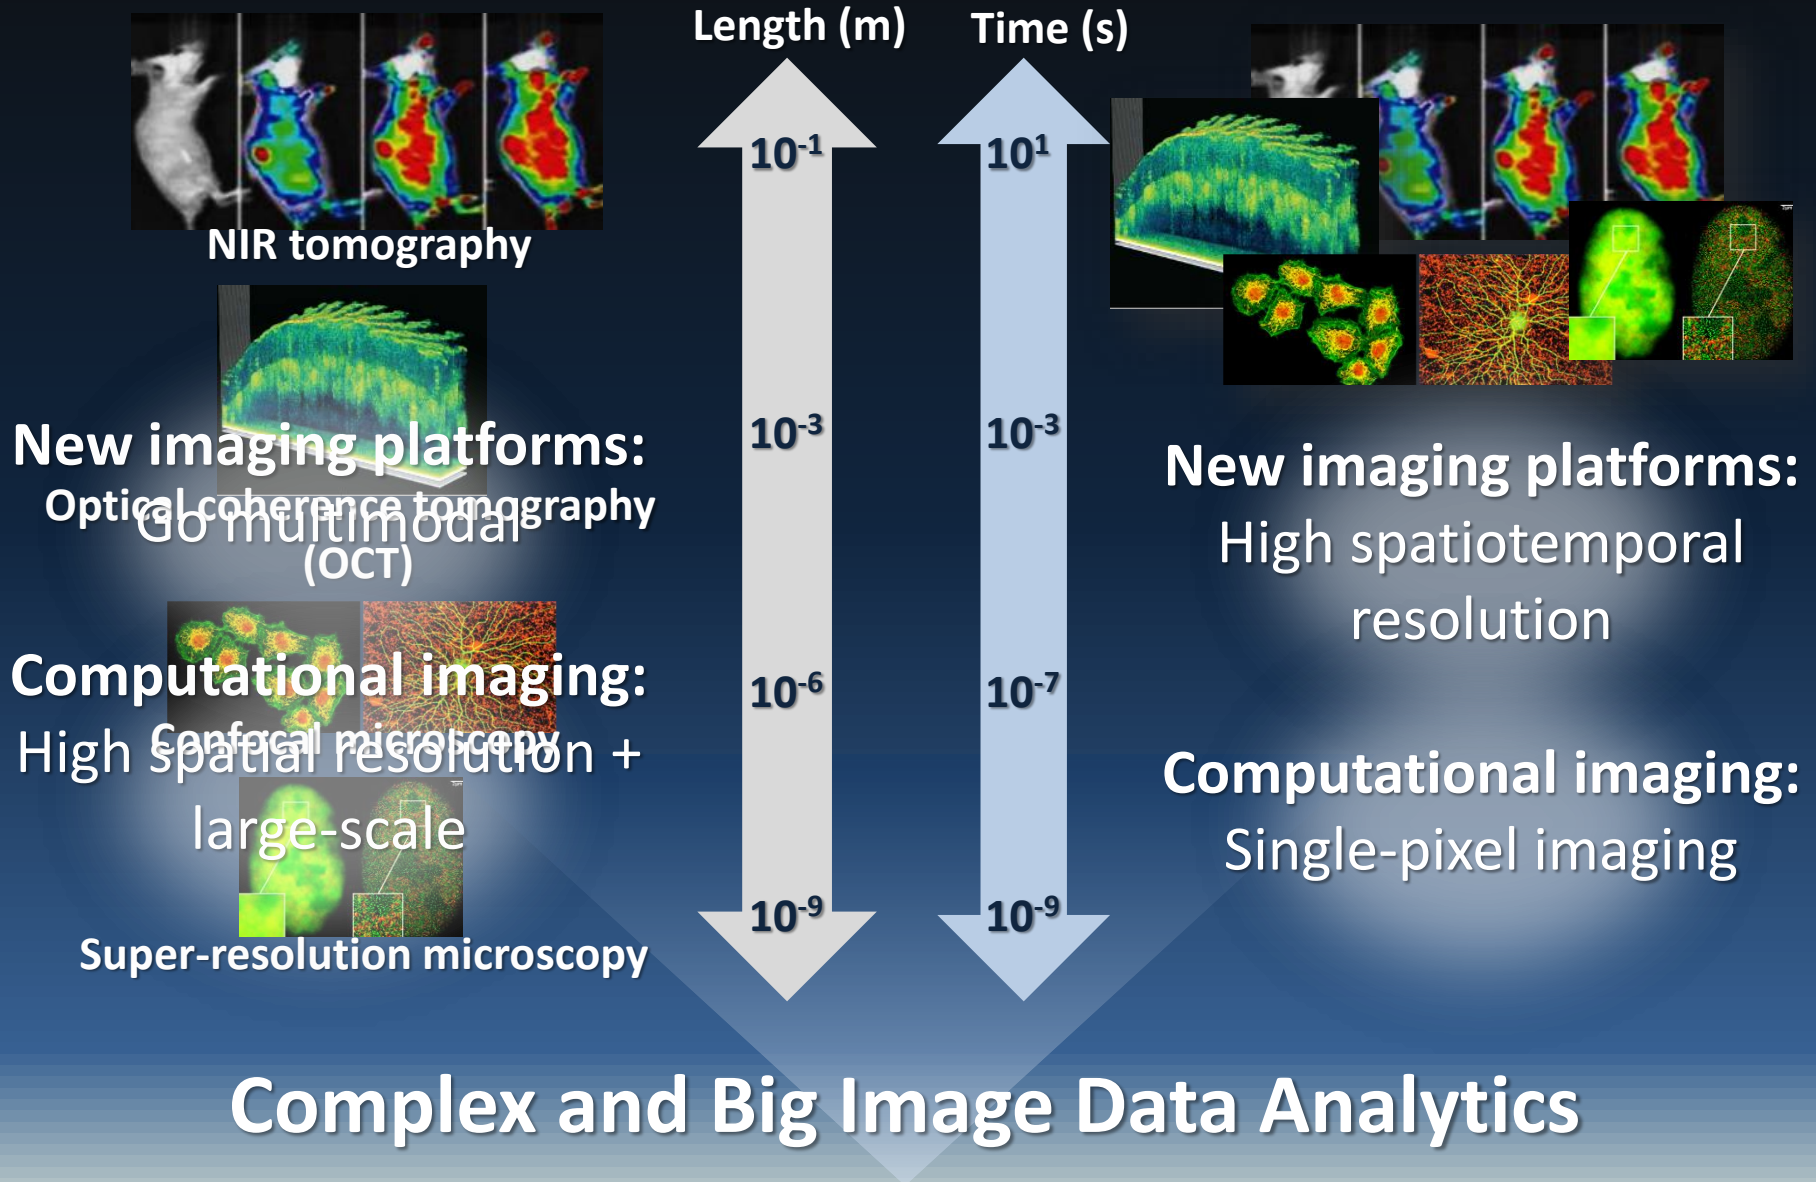 Length (m)
Time (s)
10⁻¹
10¹
NIR tomography
10⁻³
10⁻³
New imaging platforms:
Optical coherence tomography
Go multimodal
(OCT)
New imaging platforms:
High spatiotemporal
resolution
Computational imaging:
10⁻⁶
10⁻⁷
Confocal microscopy
High spatial resolution +
large-scale
Computational imaging:
Single-pixel imaging
10⁻⁹
10⁻⁹
Super-resolution microscopy
Complex and Big Image Data Analytics